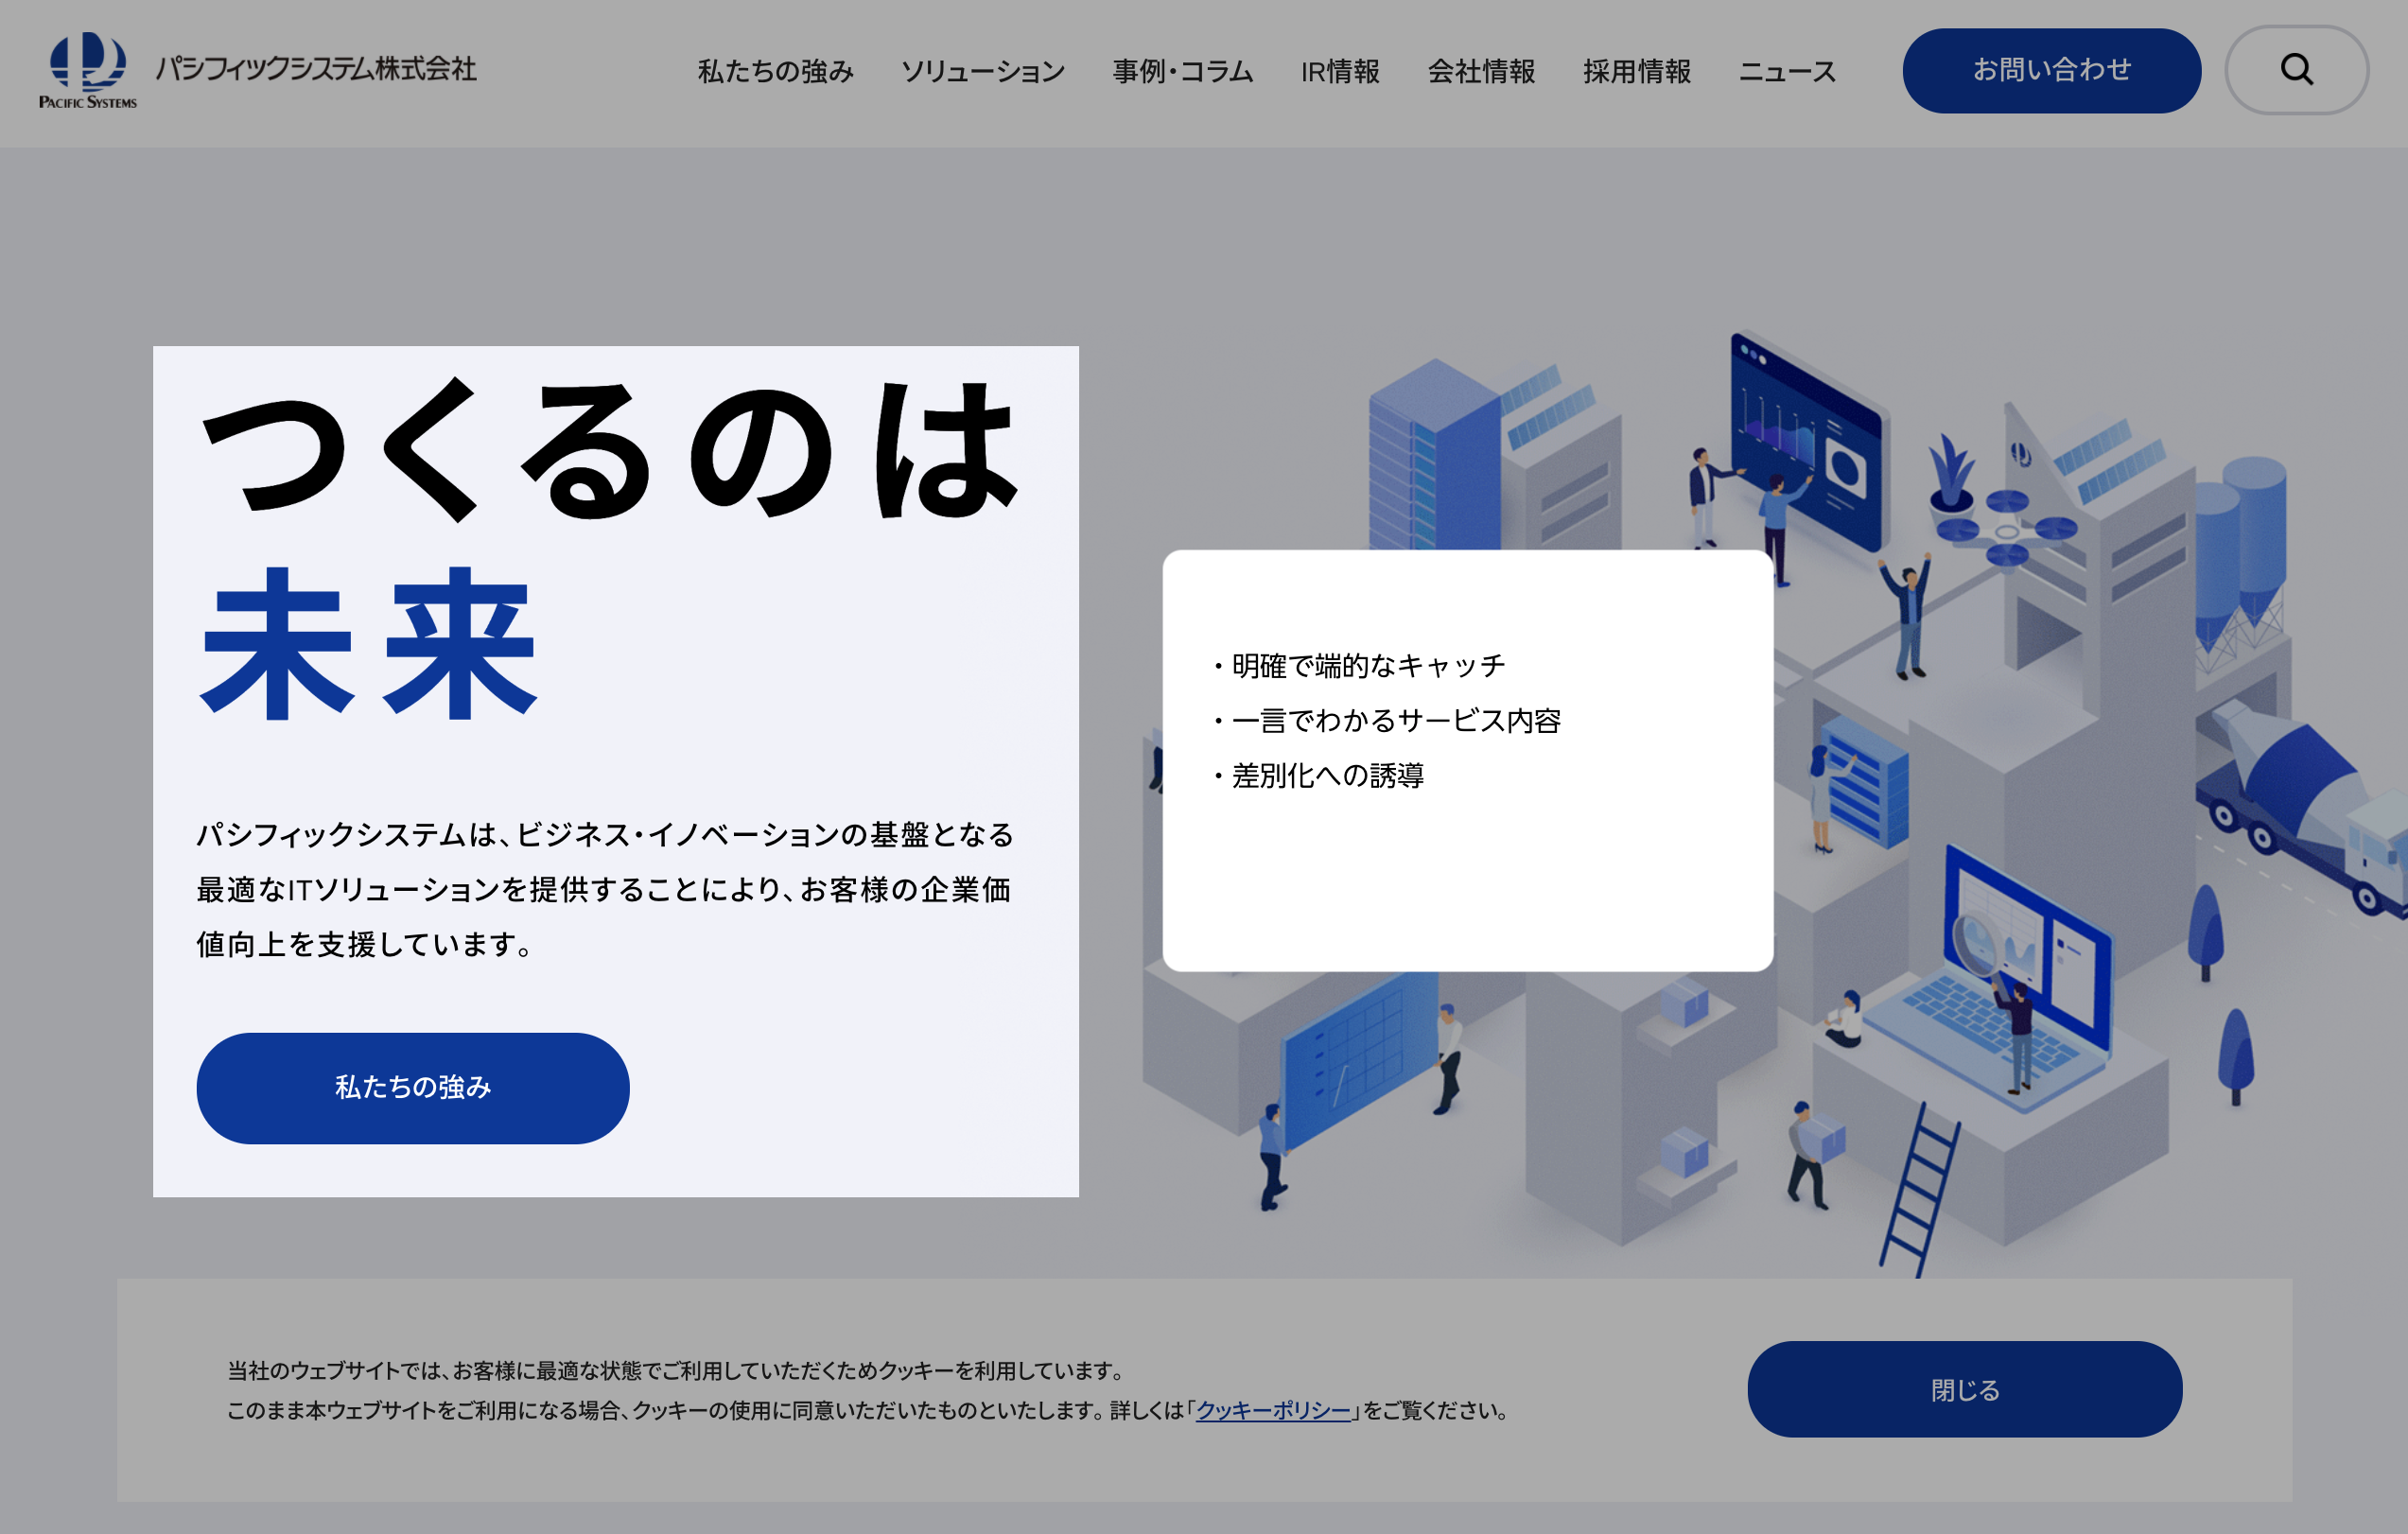 PACIFIC SYSTEMS
パシフィックシステム株式会社
私たちの強み
ソリューション
事例・コラム
IR情報
会社情報
採用情報
ニュース
お問い合わせ
つくるのは
未来
パシフィックシステムは、ビジネス・イノベーションの基盤となる
最適なITソリューションを提供することにより、お客様の企業価
値向上を支援しています。
私たちの強み
・明確で端的なキャッチ
・一言でわかるサービス内容
・差別化への誘導
当社のウェブサイトでは、お客様に最適な状態でご利用していただくためクッキーを利用しています。
このまま本ウェブサイトをご利用になる場合、クッキーの使用に同意いただいたものといたします。詳しくは「クッキーポリシー」をご覧ください。
閉じる